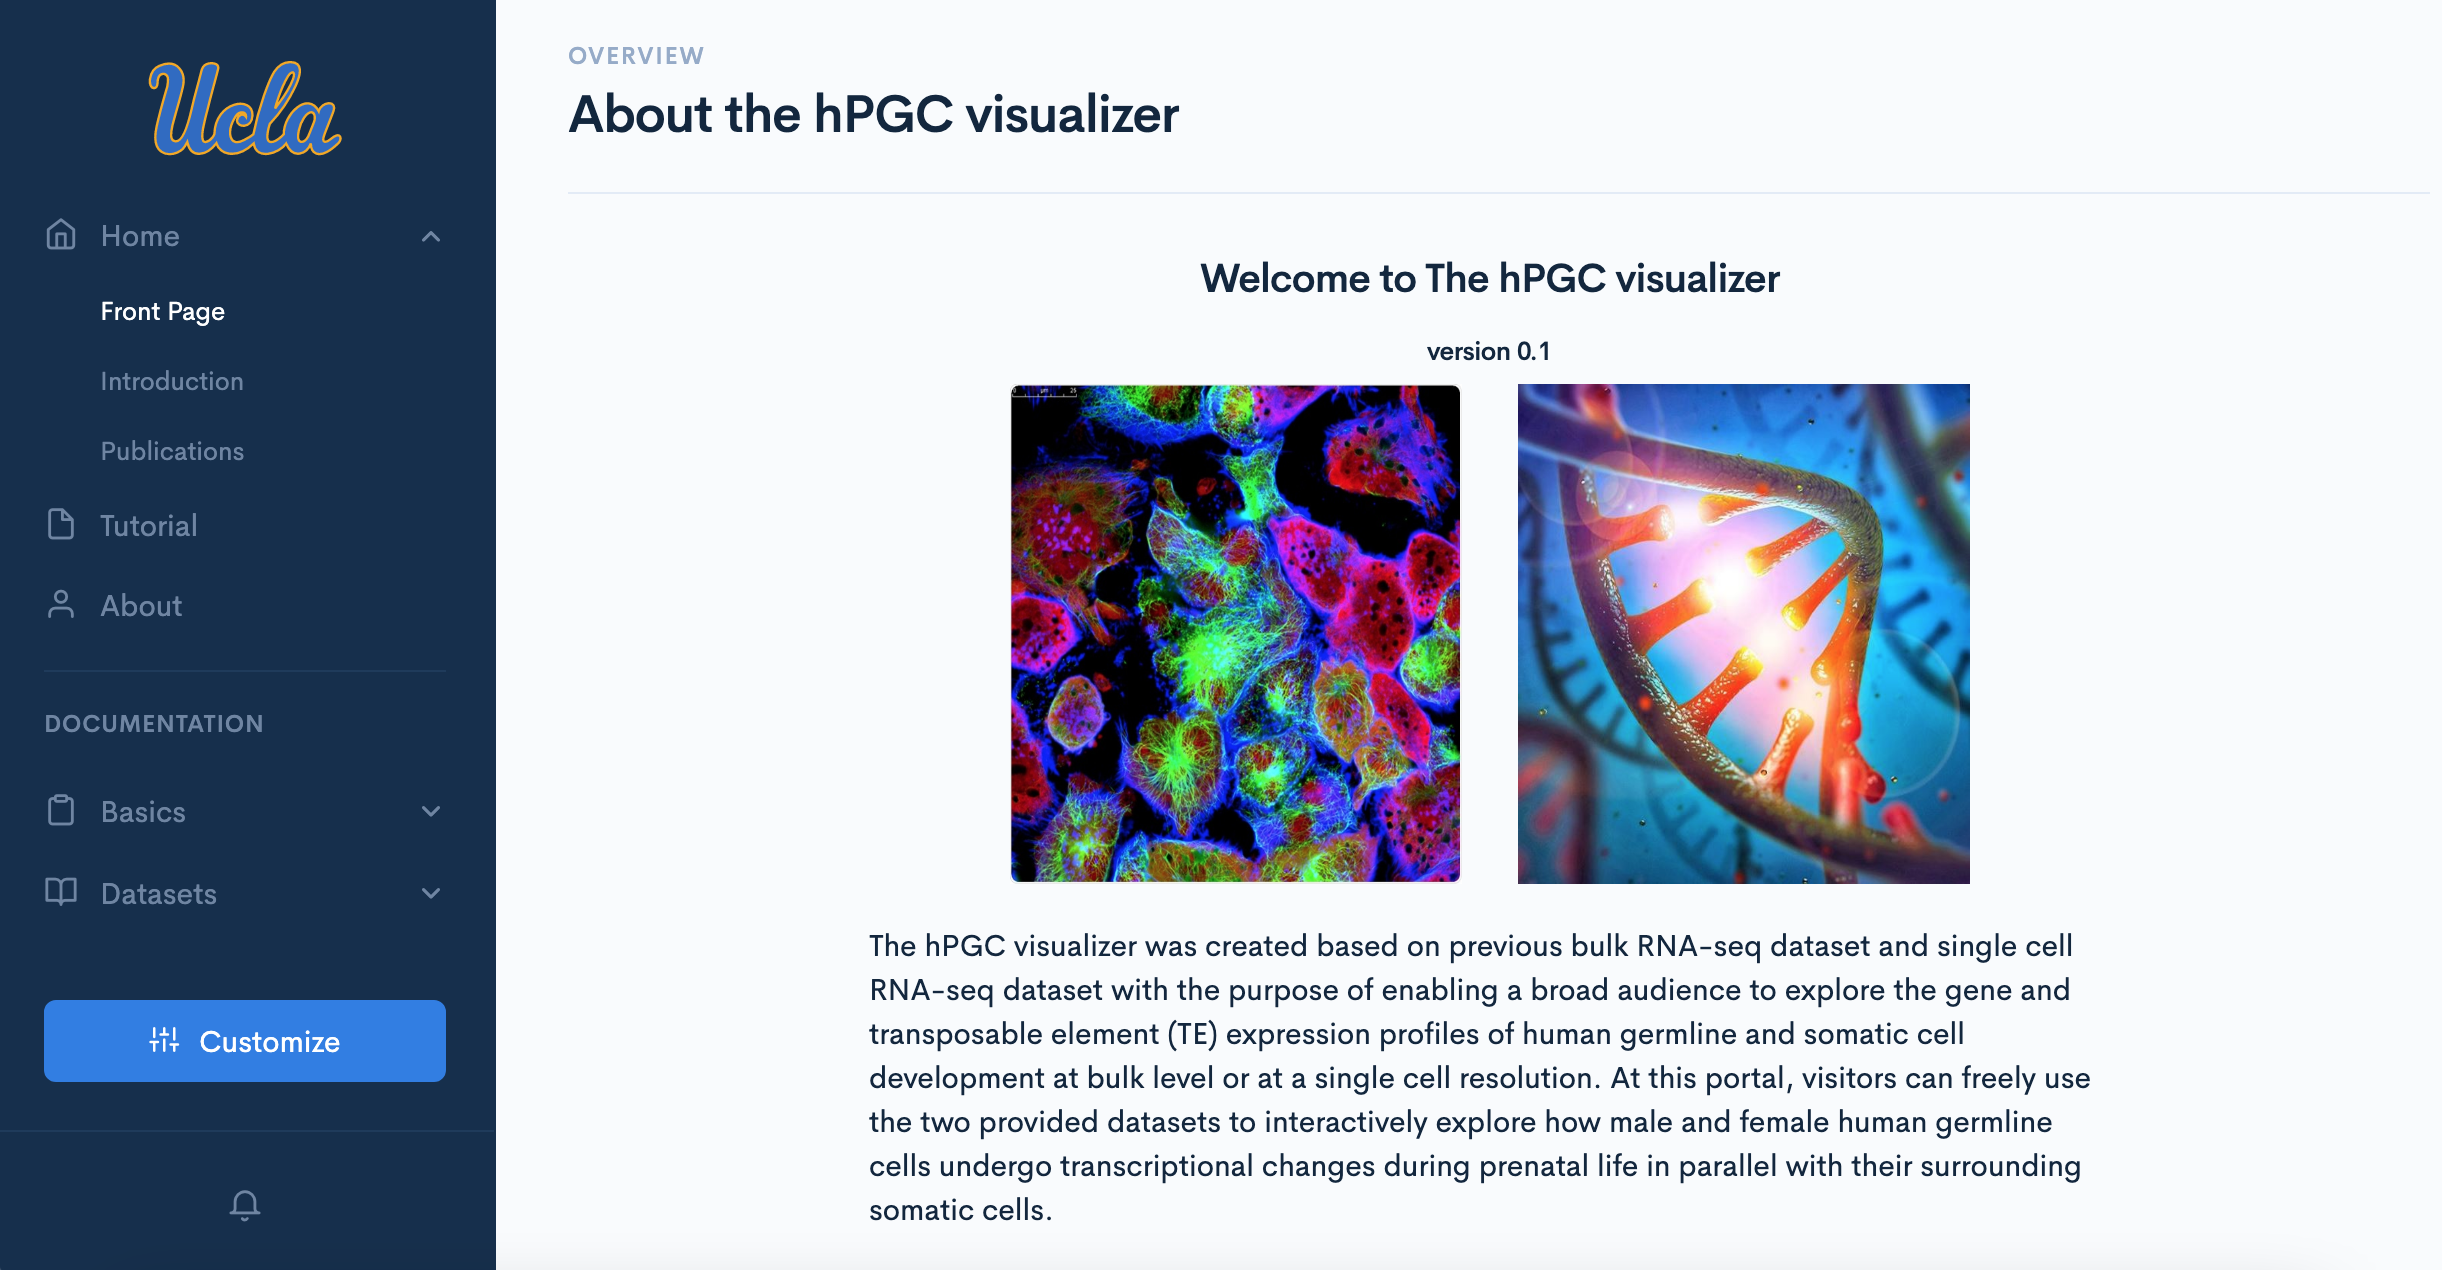 Ucla
Home
Front Page
Introduction
Publications
Tutorial
About
DOCUMENTATION
Basics
Datasets
Customize
OVERVIEW
About the hPGC visualizer
Welcome to The hPGC visualizer
version 0.1
0 µm 25
The hPGC visualizer was created based on previous bulk RNA-seq dataset and single cell
RNA-seq dataset with the purpose of enabling a broad audience to explore the gene and
transposable element (TE) expression profiles of human germline and somatic cell
development at bulk level or at a single cell resolution. At this portal, visitors can freely use
the two provided datasets to interactively explore how male and female human germline
cells undergo transcriptional changes during prenatal life in parallel with their surrounding
somatic cells.